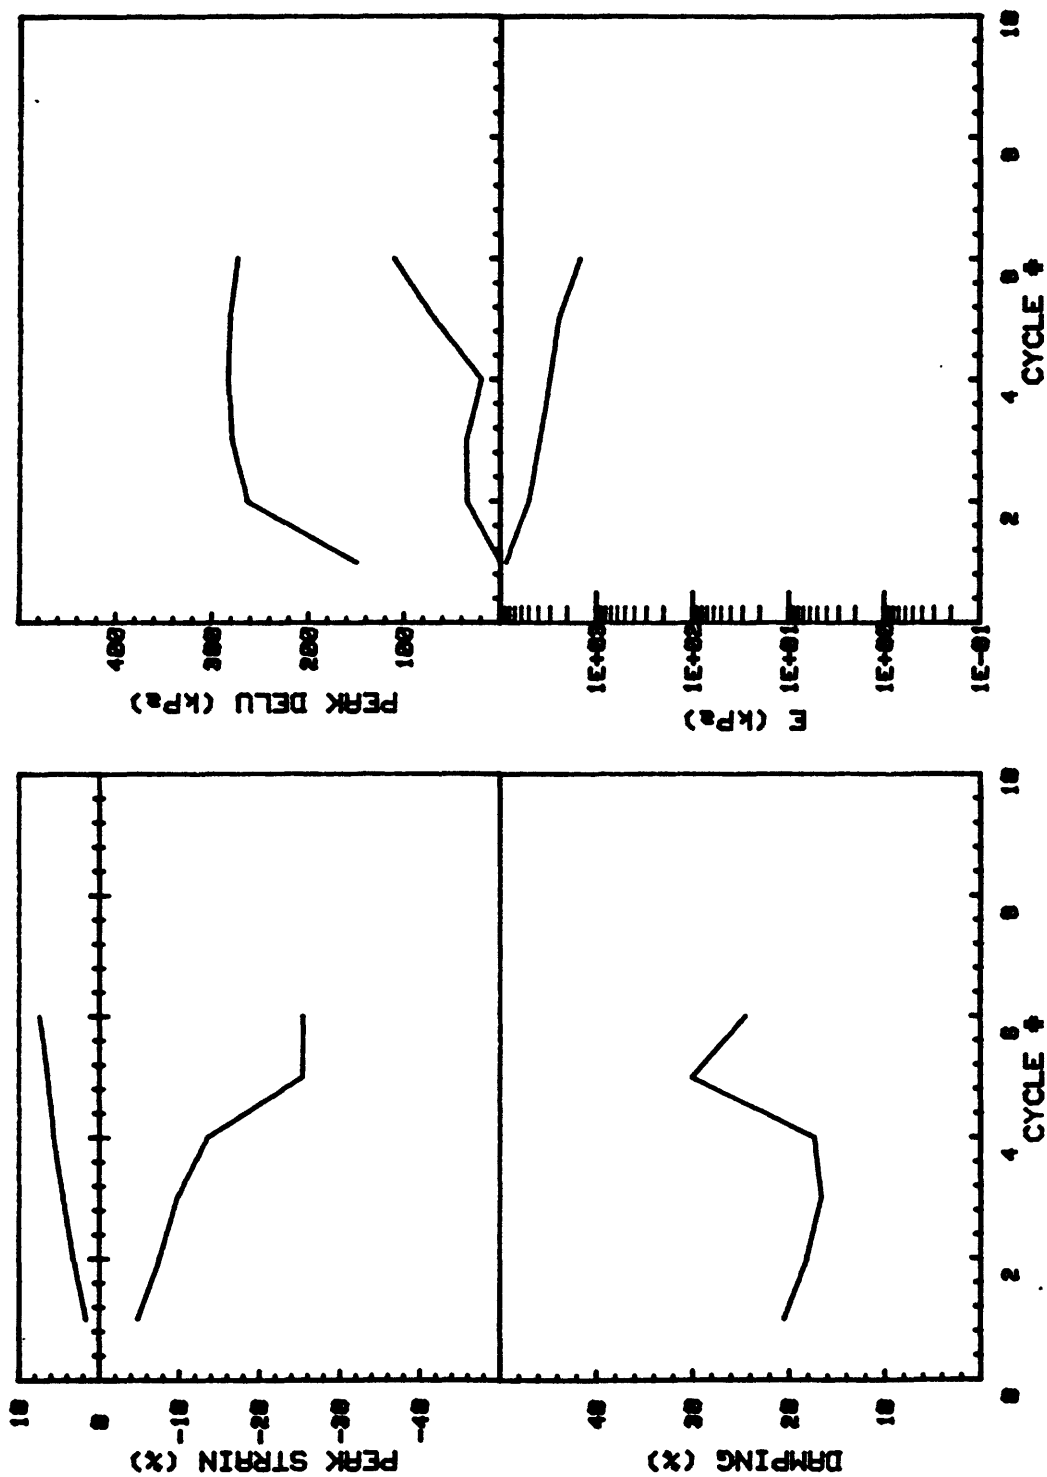 PEAK STRAIN (%)
10
0
-10
-20
-30
-40
DAMPING (%)
40
30
20
10
0
2
4
6
8
10
CYCLE #
PEAK DELU (kPa)
400
300
200
100
E (kPa)
1E+03
1E+02
1E+01
1E+00
1E-01
2
4
6
8
10
CYCLE #